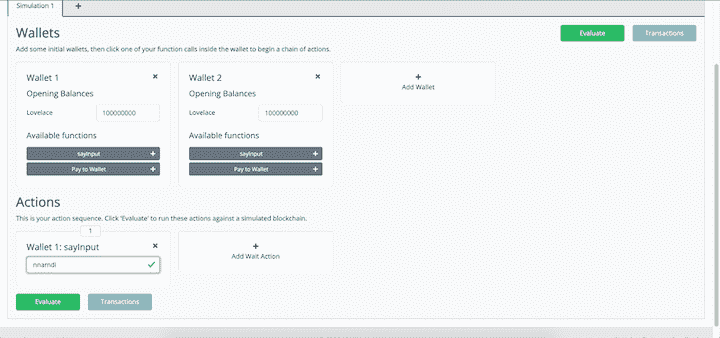 Simulation 1 +
Wallets
Evaluate Transactions
Add some initial wallets, then click one of your function calls inside the wallet to begin a chain of actions.
Wallet 1 × Wallet 2 × +
Add Wallet
Opening Balances Opening Balances
Lovelace 100000000 Lovelace 100000000
Available functions Available functions
sayInput + sayInput +
Pay to Wallet + Pay to Wallet +
Actions
This is your action sequence. Click 'Evaluate' to run these actions against a simulated blockchain.
1
Wallet 1: sayInput × +
Add Wait Action
nnamdi
Evaluate Transactions